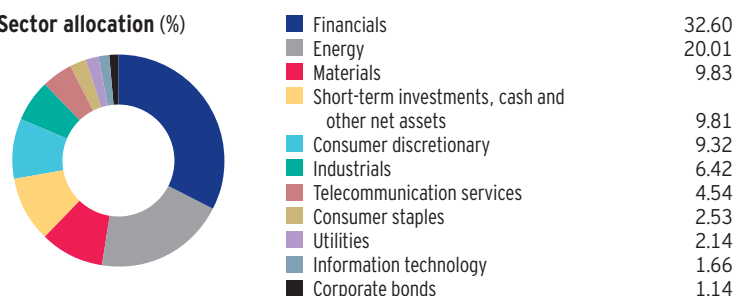 Sector allocation (%)
Financials 32.60
Energy 20.01
Materials 9.83
Short-term investments, cash and
other net assets 9.81
Consumer discretionary 9.32
Industrials 6.42
Telecommunication services 4.54
Consumer staples 2.53
Utilities 2.14
Information technology 1.66
Corporate bonds 1.14